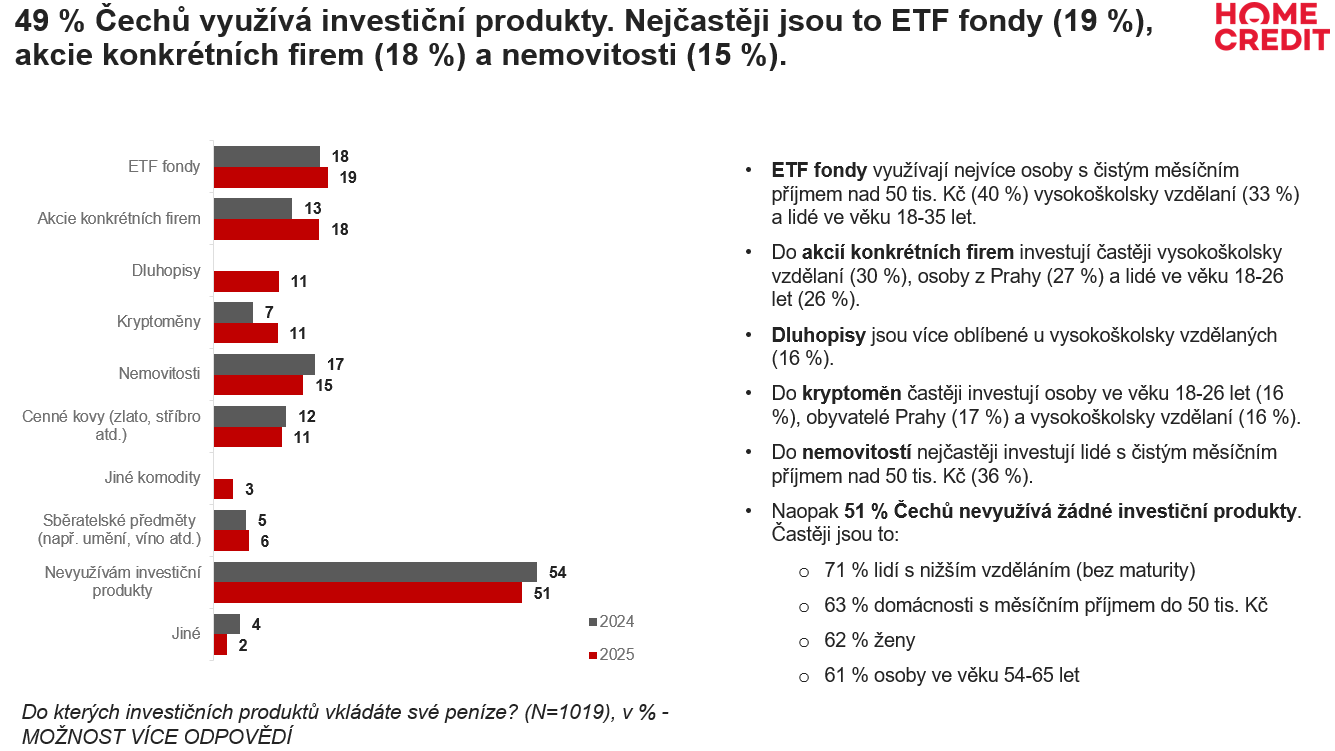 49 % Čechů využívá investiční produkty. Nejčastěji jsou to ETF fondy (19 %),
akcie konkrétních firem (18 %) a nemovitosti (15 %).
HOME
CREDIT
ETF fondy
18
19
Akcie konkrétních firem
13
18
Dluhopisy
11
Kryptoměny
7
11
Nemovitosti
17
15
Cenné kovy (zlato, stříbro
atd.)
12
11
Jiné komodity
3
Sběratelské předměty
(např. umění, víno atd.)
5
6
Nevyužívám investiční
produkty
54
51
Jiné
4
2
2024
2025
Do kterých investičních produktů vkládáte své peníze? (N=1019), v % -
MOŽNOST VÍCE ODPOVĚDÍ
• ETF fondy využívají nejvíce osoby s čistým měsíčním
příjmem nad 50 tis. Kč (40 %) vysokoškolsky vzdělaní (33 %)
a lidé ve věku 18-35 let.
• Do akcií konkrétních firem investují častěji vysokoškolsky
vzdělaní (30 %), osoby z Prahy (27 %) a lidé ve věku 18-26
let (26 %).
• Dluhopisy jsou více oblíbené u vysokoškolsky vzdělaných
(16 %).
• Do kryptoměn častěji investují osoby ve věku 18-26 let (16
%), obyvatelé Prahy (17 %) a vysokoškolsky vzdělaní (16 %).
• Do nemovitostí nejčastěji investují lidé s čistým měsíčním
příjmem nad 50 tis. Kč (36 %).
• Naopak 51 % Čechů nevyužívá žádné investiční produkty.
Častěji jsou to:
o 71 % lidí s nižším vzděláním (bez maturity)
o 63 % domácnosti s měsíčním příjmem do 50 tis. Kč
o 62 % ženy
o 61 % osoby ve věku 54-65 let